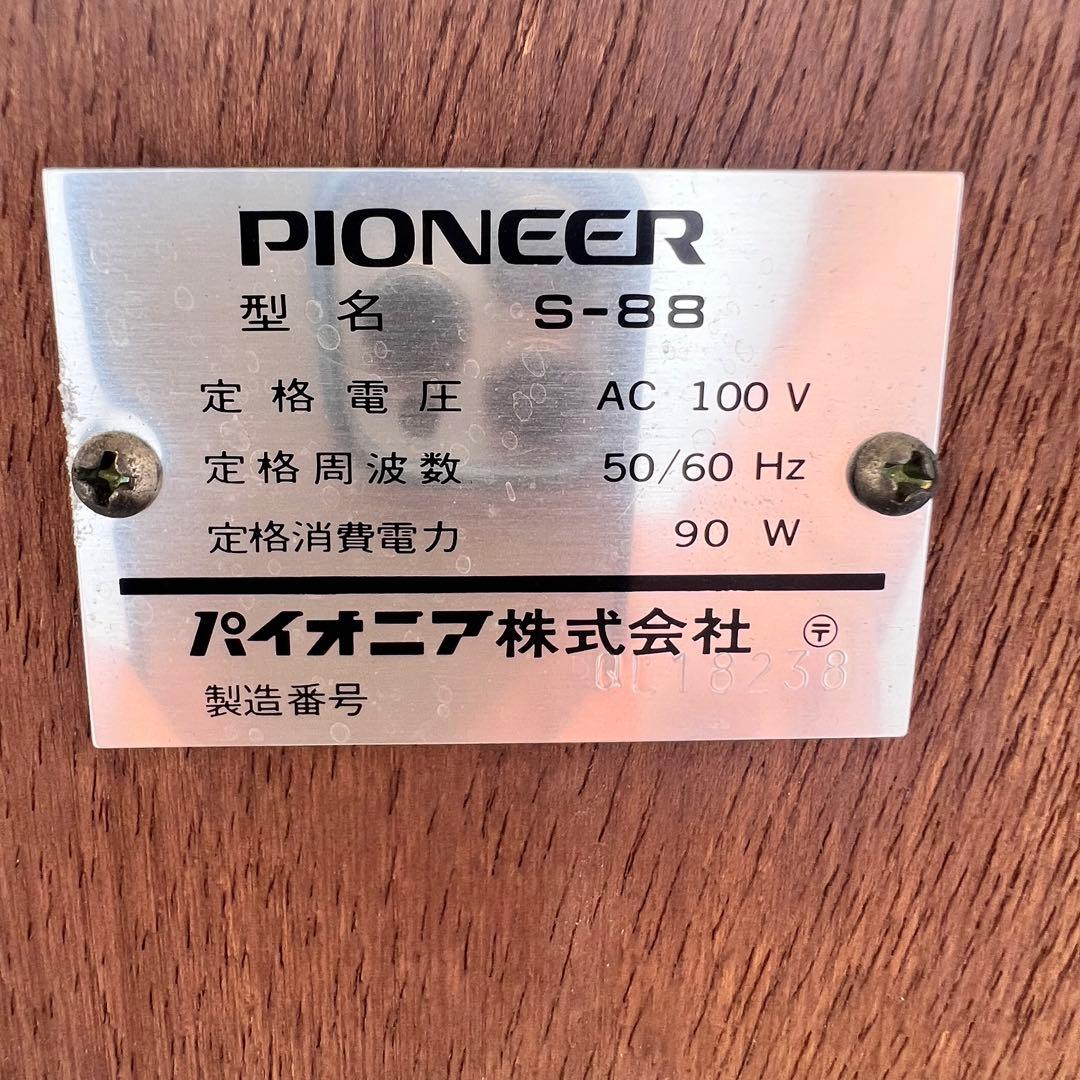 PIONEER
型名 S-88
定格電圧 AC 100 V
定格周波数 50/60 Hz
定格消費電力 90 W
パイオニア株式会社 〶
製造番号